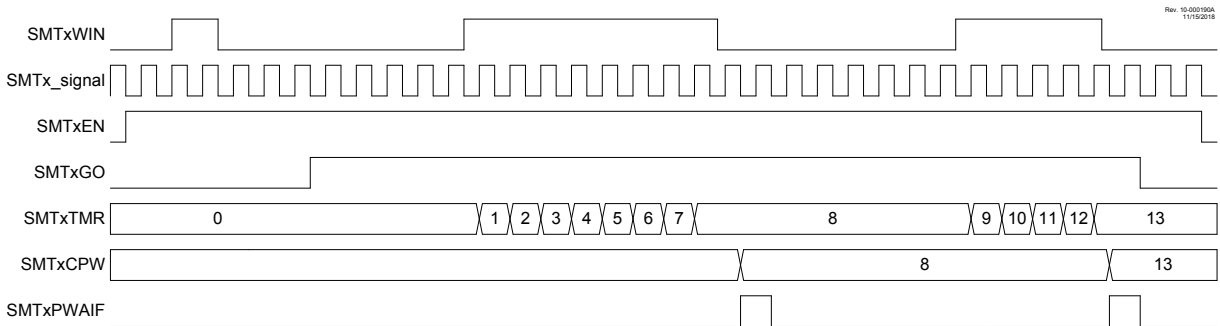 Rev. 10-000190A
11/15/2018
SMTxWIN
SMTx_signal
SMTxEN
SMTxGO
SMTxTMR 0 1 2 3 4 5 6 7 8 9 10 11 12 13
SMTxCPW 8 13
SMTxPWAIF